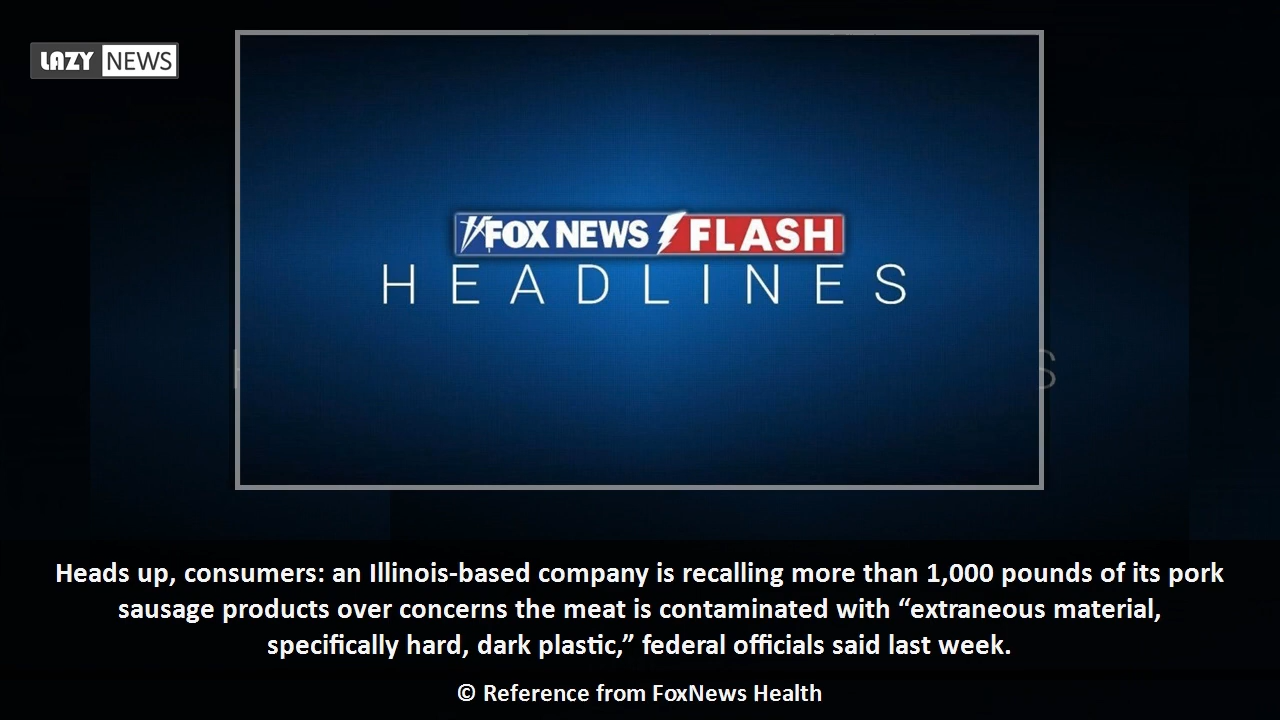 LAZY NEWS
FOX NEWS FLASH
HEADLINES
S
Heads up, consumers: an Illinois-based company is recalling more than 1,000 pounds of its pork
sausage products over concerns the meat is contaminated with “extraneous material,
specifically hard, dark plastic,” federal officials said last week.
© Reference from FoxNews Health